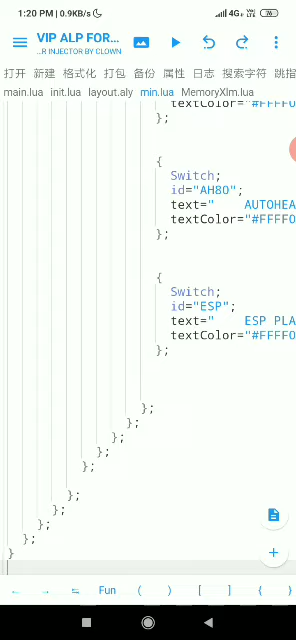 1:20 PM | 0.9KB/s
4G+
76
VIP ALP FOR...
..R INJECTOR BY CLOWN
打开 新建 格式化 打包 备份 属性 日志 搜索字符 跳指
main.lua init.lua layout.aly min.lua MemoryXlm.lua
textColor="#FFFF0
};
{
Switch;
id="AH80";
text=" AUTOHEA
textColor="#FFFF0
};
{
Switch;
id="ESP";
text=" ESP PLA
textColor="#FFFF0
};
};
};
};
};
};
};
};
};
};
}
Fun ( ) [ ] { }